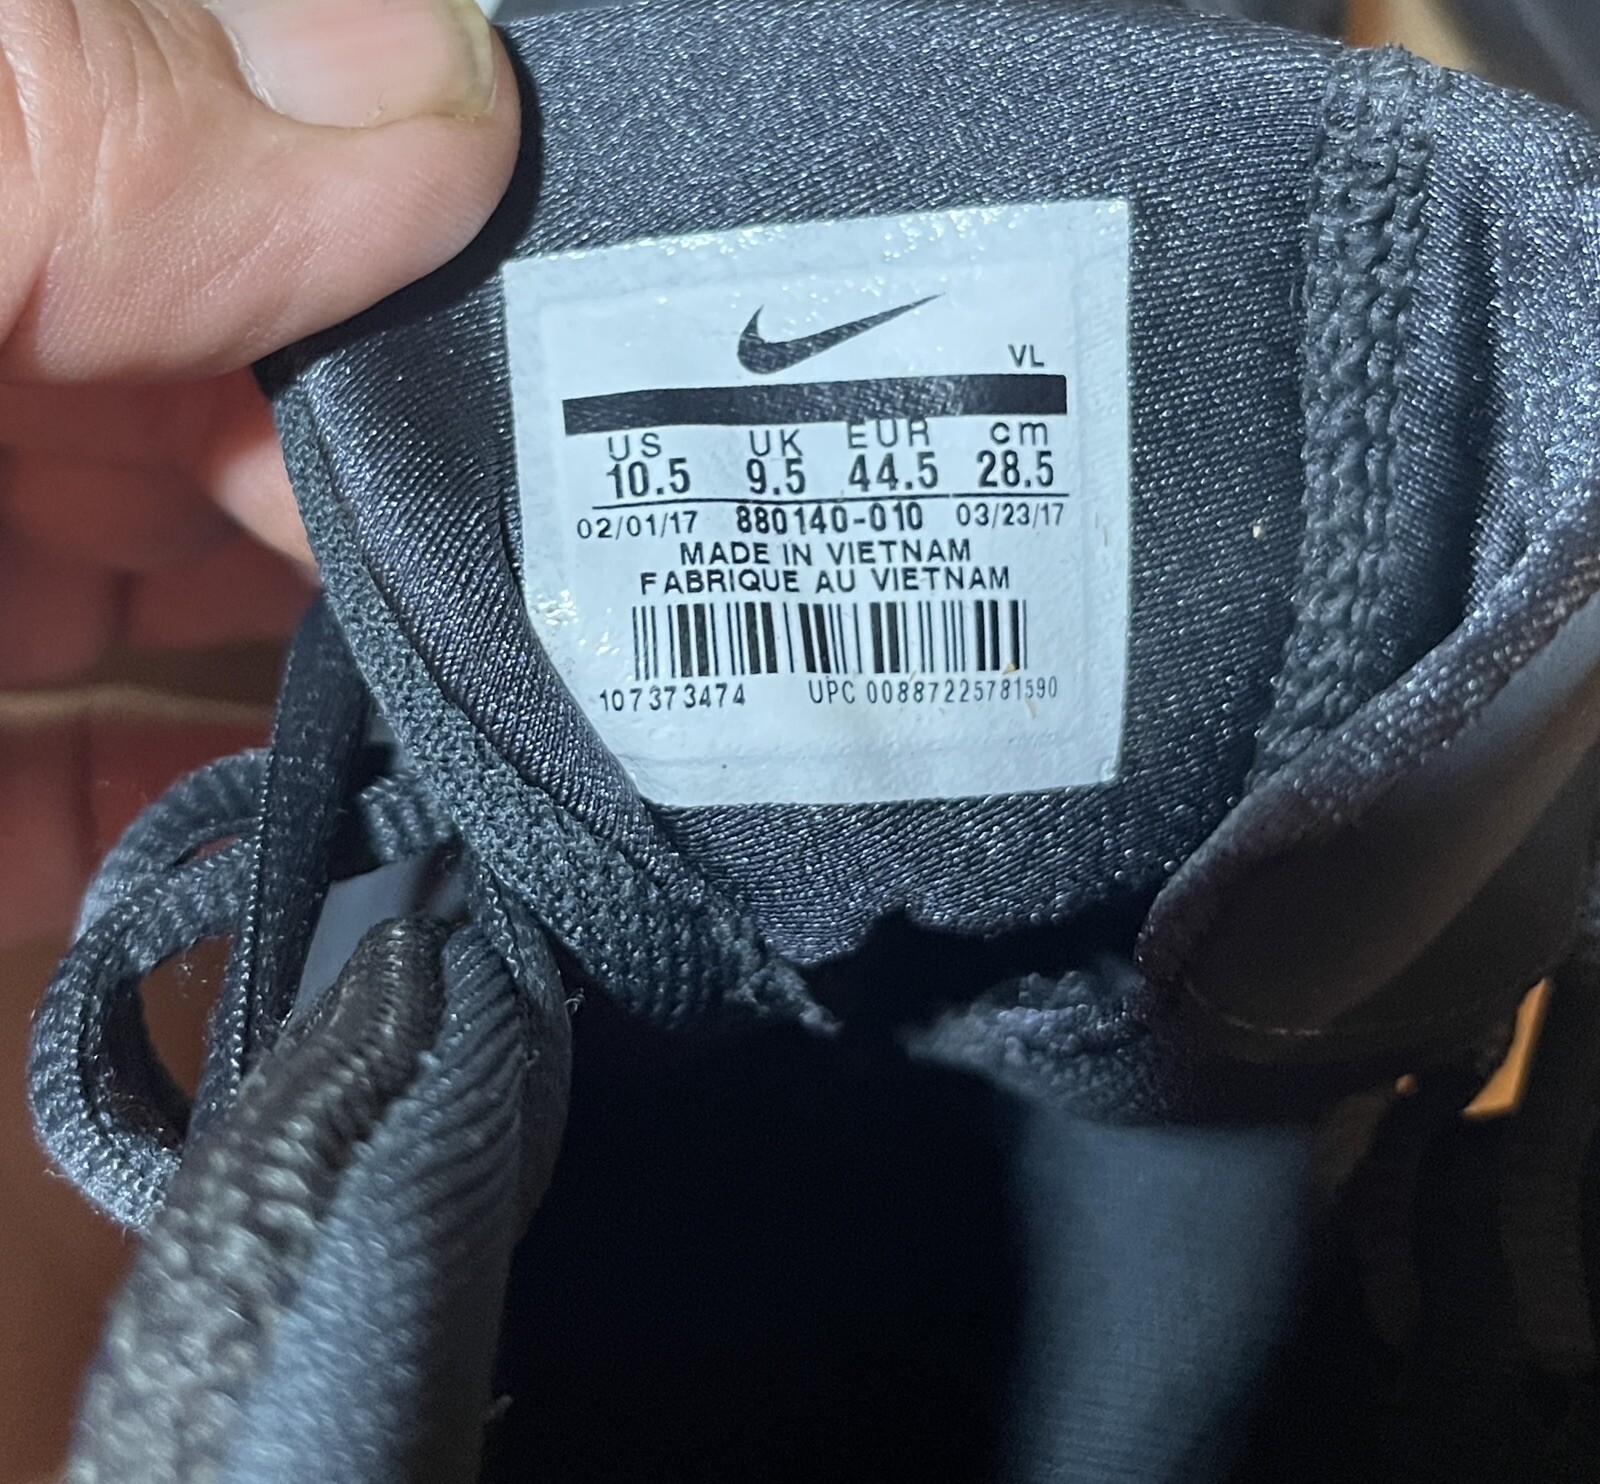 VL
US UK EUR cm
10.5 9.5 44.5 28.5
02/01/17 880140-010 03/23/17
MADE IN VIETNAM
FABRIQUE AU VIETNAM
107373474 UPC 00887225781590